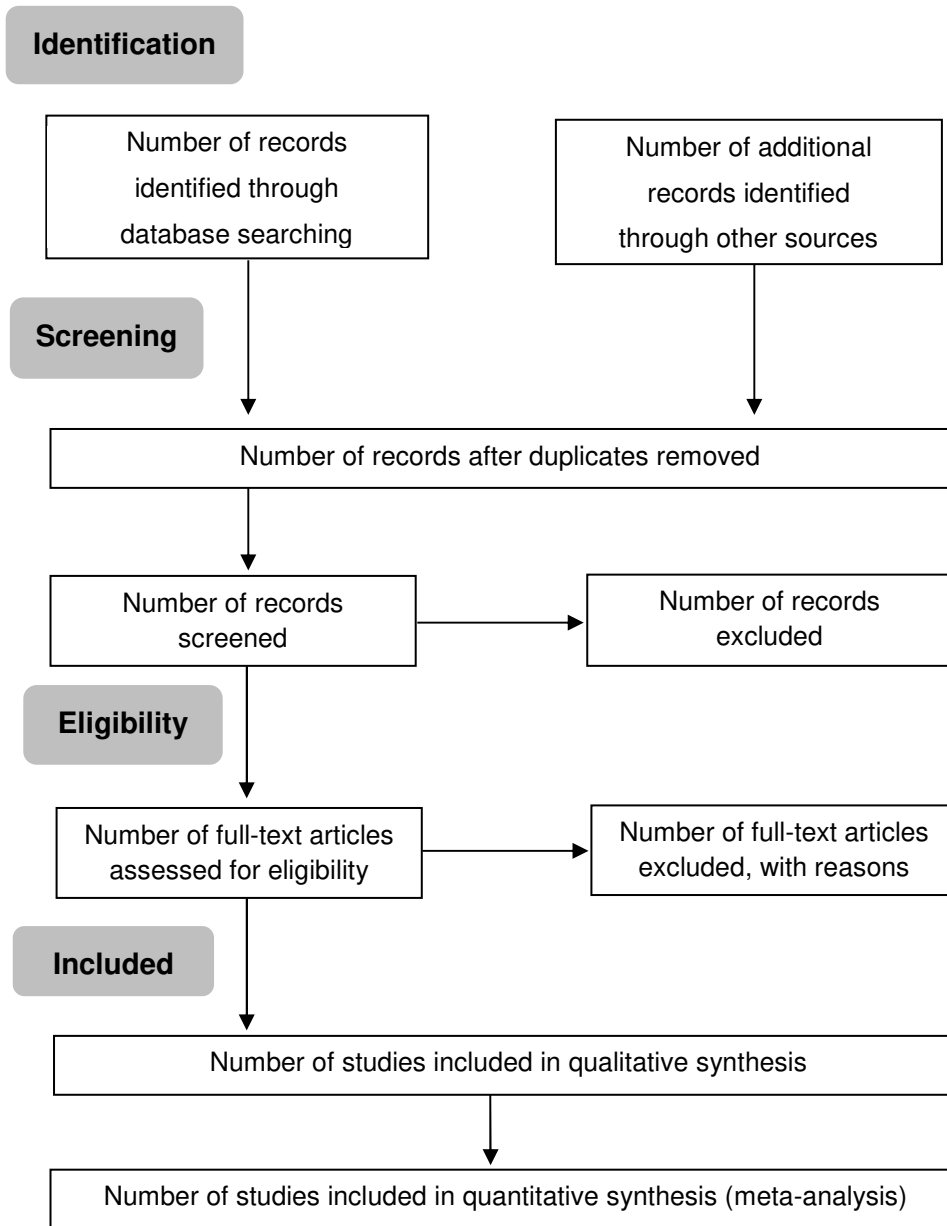 Identification
Number of records
identified through
database searching
Number of additional
records identified
through other sources
Screening
Number of records after duplicates removed
Number of records
screened
Number of records
excluded
Eligibility
Number of full-text articles
assessed for eligibility
Number of full-text articles
excluded, with reasons
Included
Number of studies included in qualitative synthesis
Number of studies included in quantitative synthesis (meta-analysis)